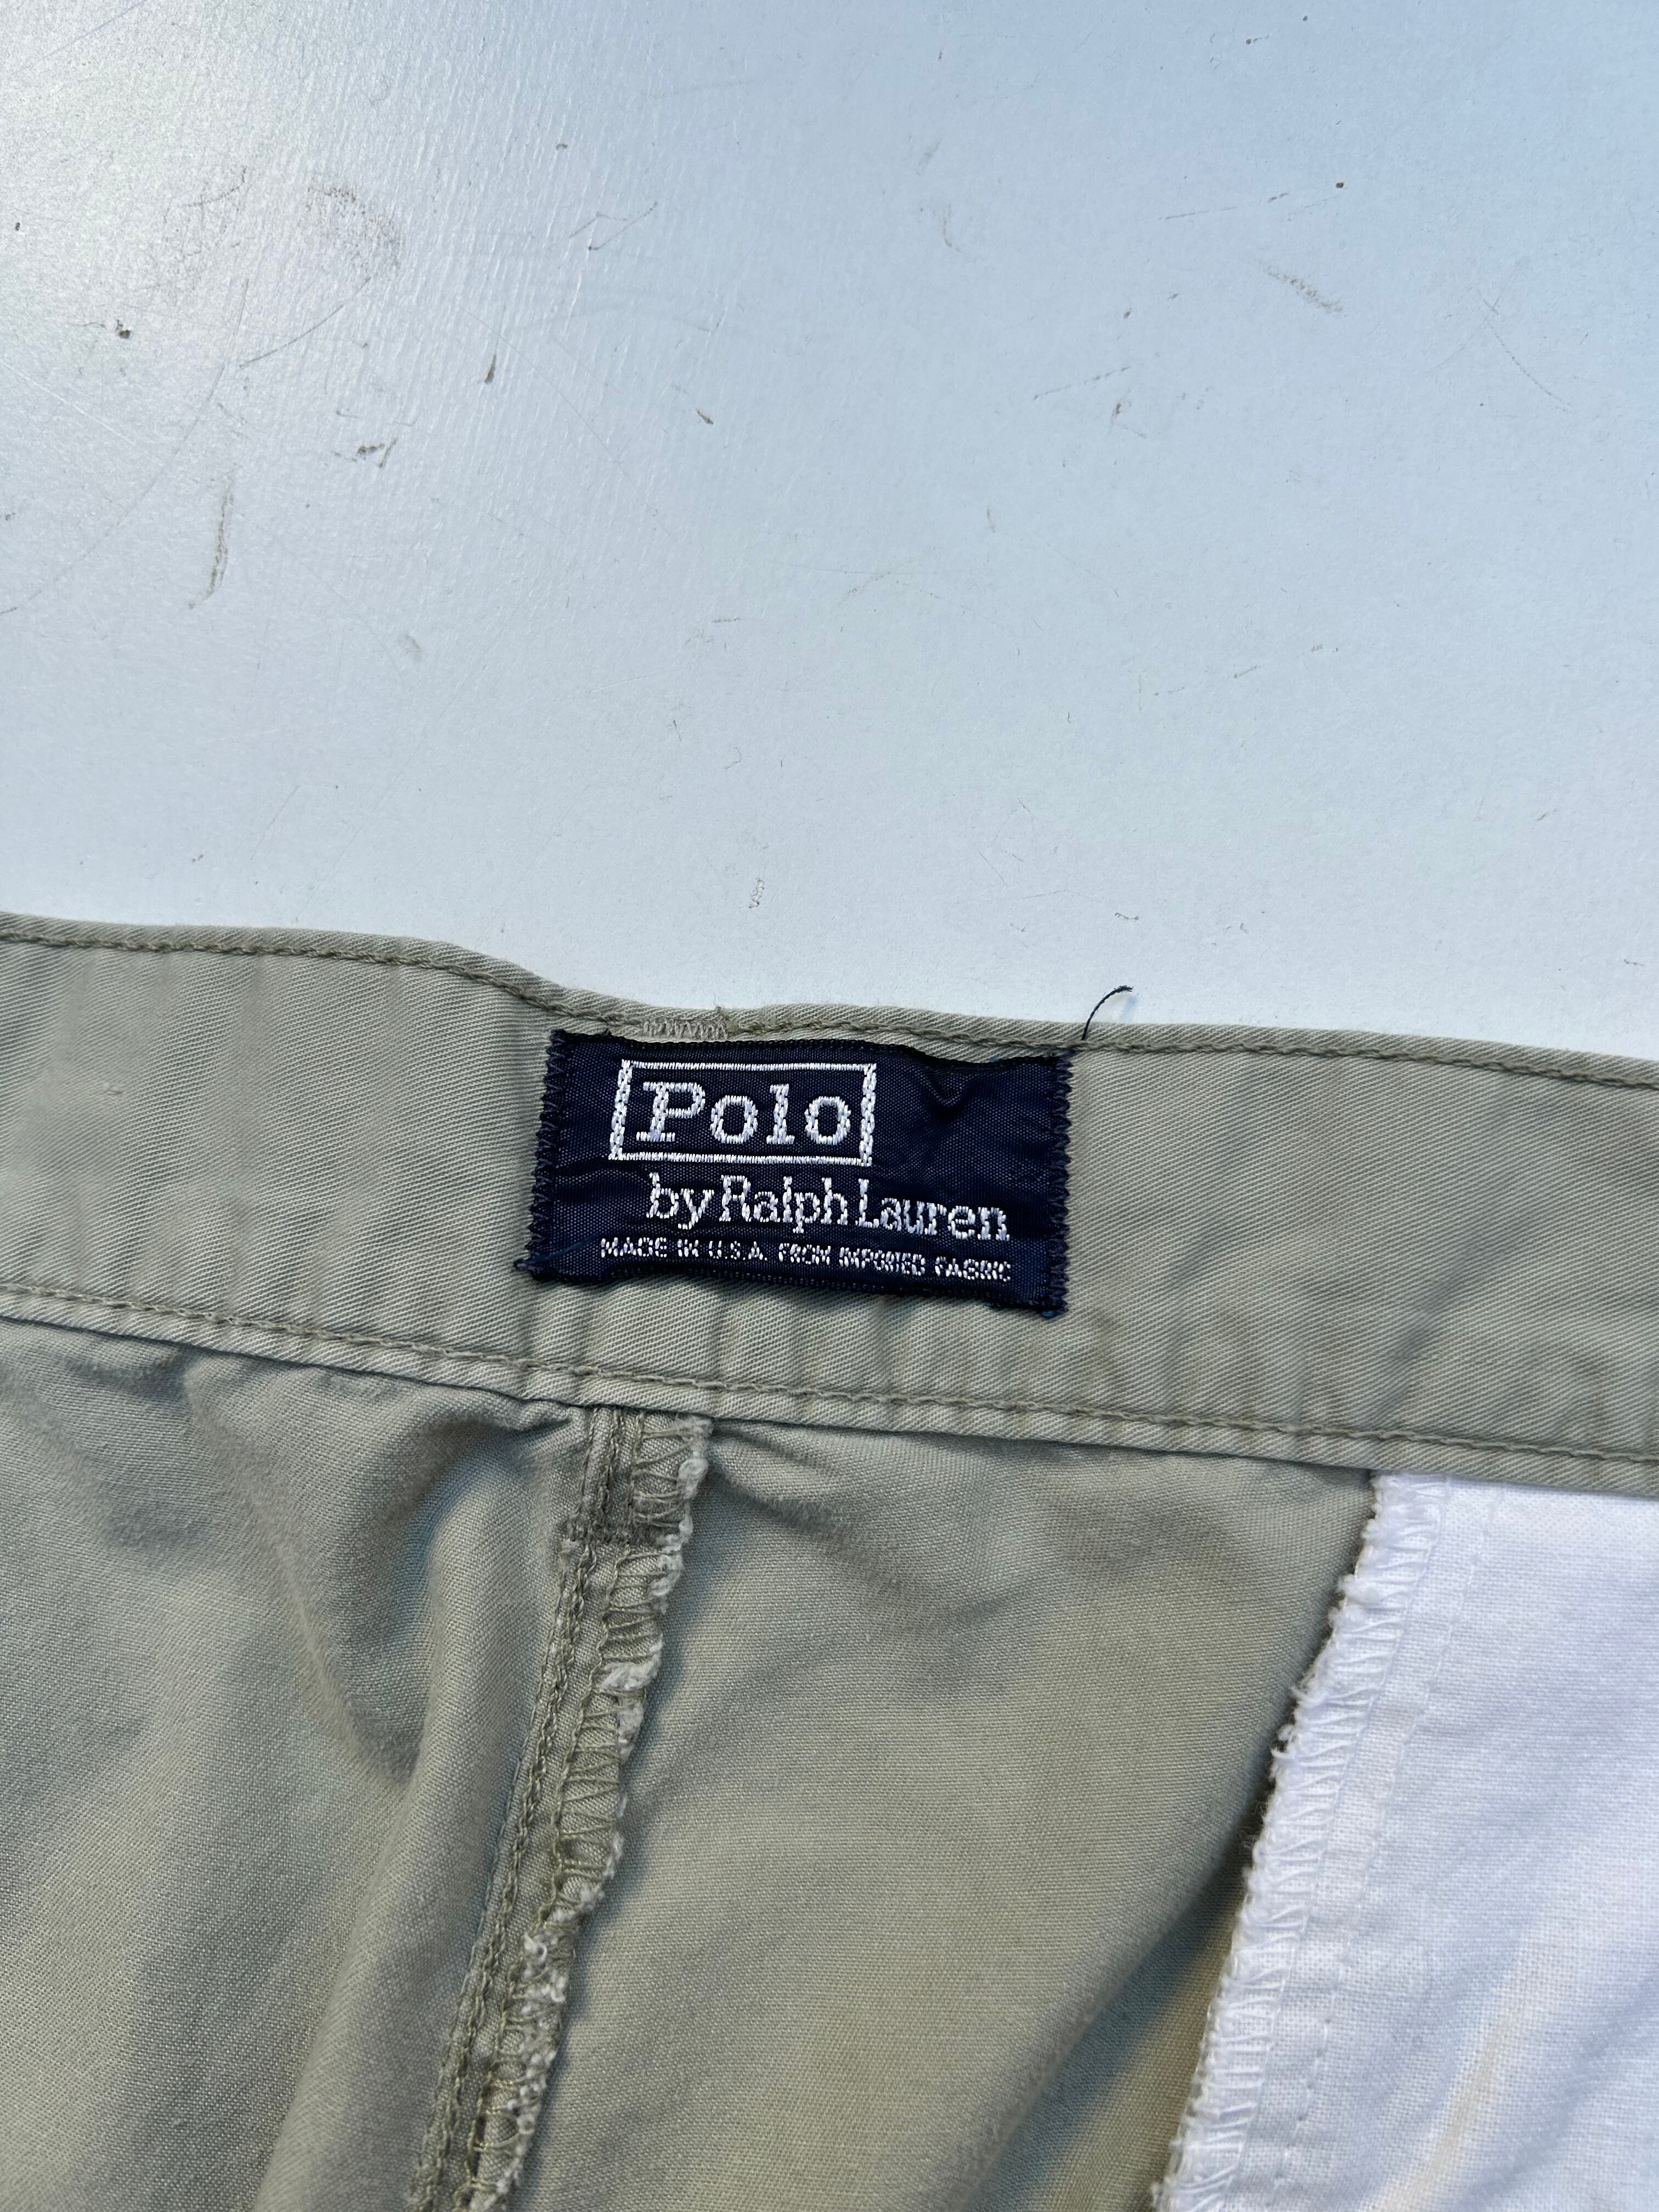 Polo
by Ralph Lauren
MADE IN U.S.A. FROM IMPORTED FABRIC